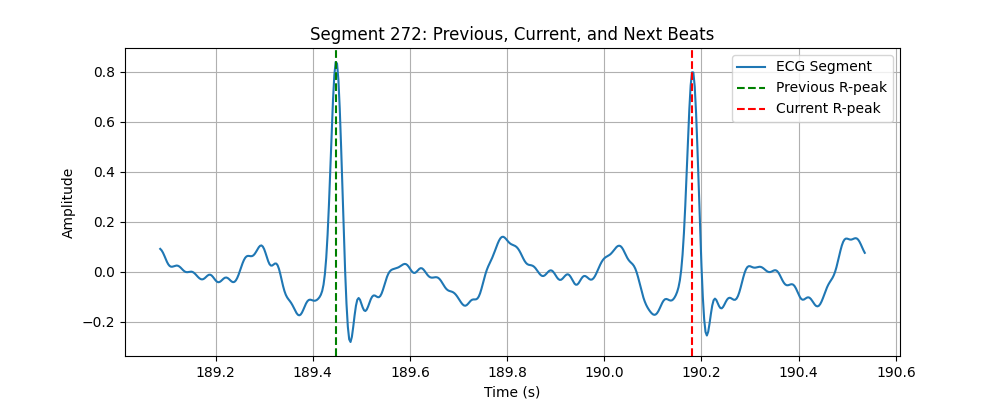 Segment 272: Previous, Current, and Next Beats
ECG Segment
Previous R-peak
Current R-peak
Amplitude
0.8
0.6
0.4
0.2
0.0
−0.2
189.2 189.4 189.6 189.8 190.0 190.2 190.4 190.6
Time (s)